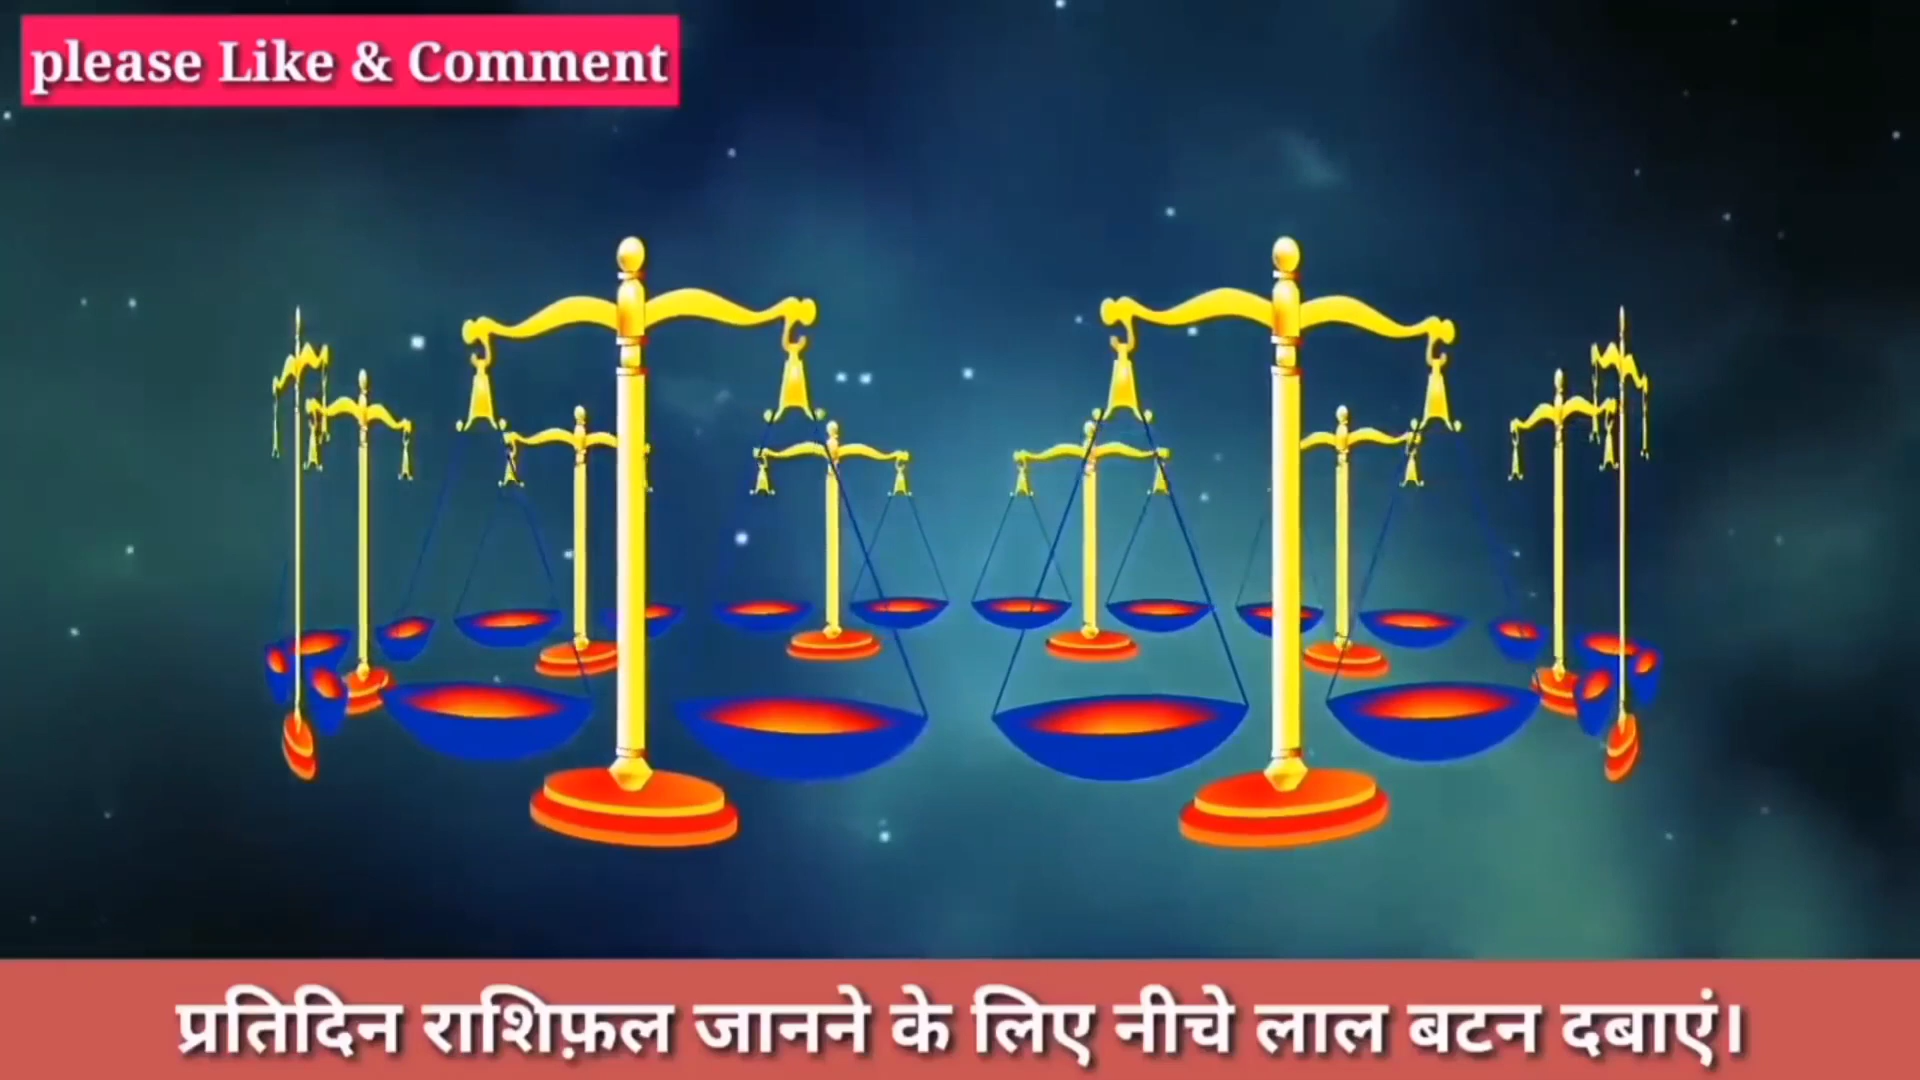 please Like & Comment
प्रतिदिन राशिफ़ल जानने के लिए नीचे लाल बटन दबाएं।